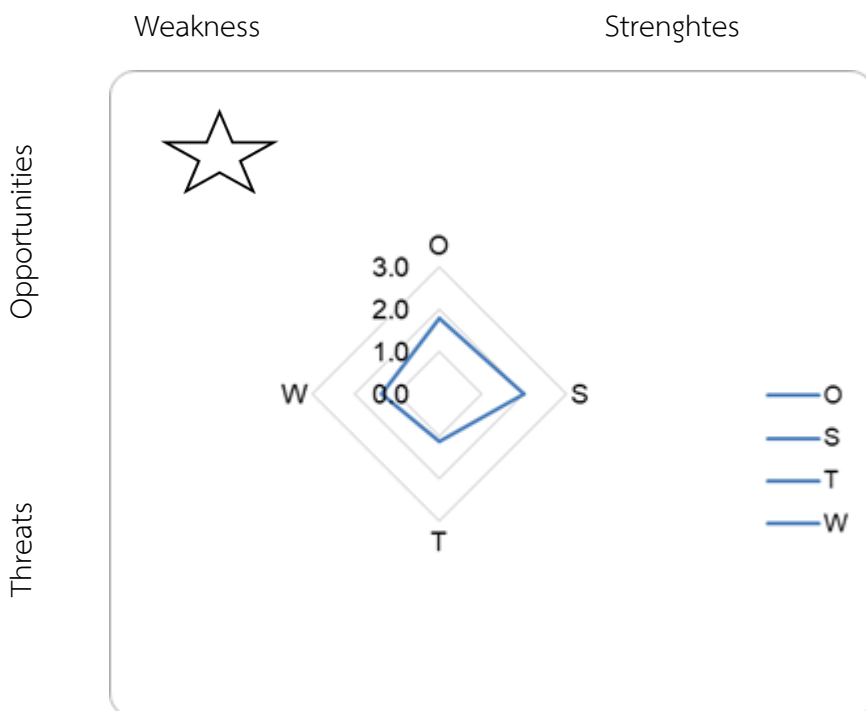 Weakness
Strenghtes
Opportunities
Threats
O
3.0
2.0
1.0
W
0.0
S
T
O
S
T
W